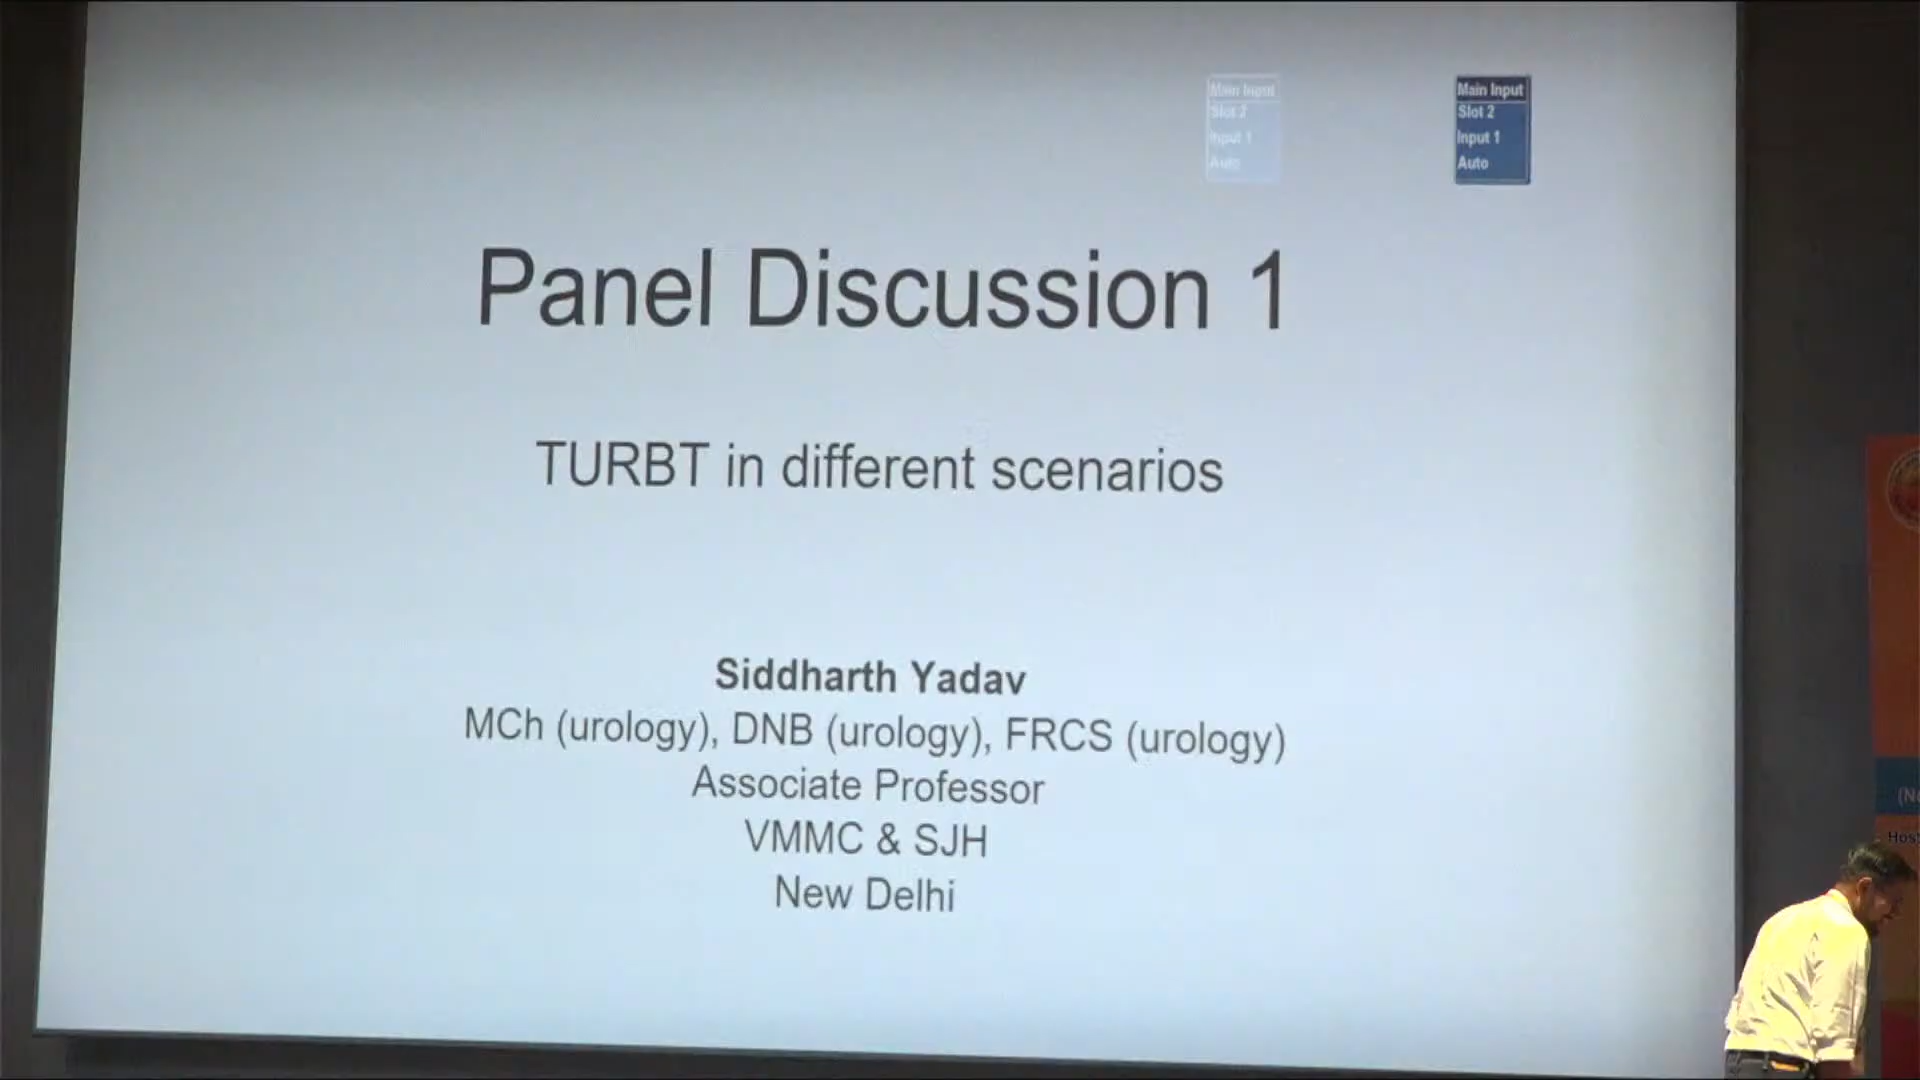 Main Input
Slot 2
Input 1
Auto
Main Input
Slot 2
Input 1
Auto
Panel Discussion 1
TURBT in different scenarios
Siddharth Yadav
MCh (urology), DNB (urology), FRCS (urology)
Associate Professor
VMMC & SJH
New Delhi